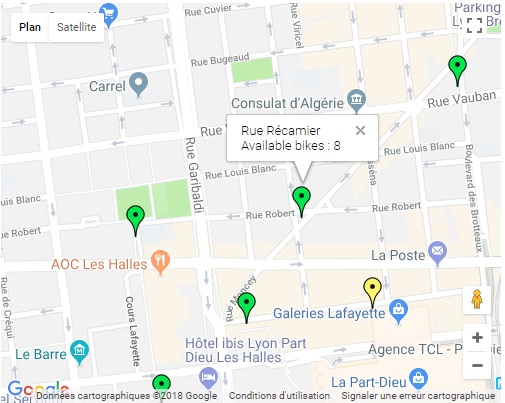 Plan
Satellite
Rue Cuvier
Parking
Lyon Bro
Rue Bugeaud
Carrel
Consulat d'Algérie
Rue Vauban
Rue Récamier
Available bikes : 8
Rue Garibaldi
Rue Louis Blanc
Rue Louis Blanc
Rue Louis Blanc
Rue Robert
Rue Robert
Rue Robert
Boulevard des Brotteaux
La Poste
AOC Les Halles
Rue de Créqui
Cours Lafayette
Rue Moncey
Galeries Lafayette
Le Barre
Hôtel ibis Lyon Part
Dieu Les Halles
Agence TCL - P
Dieu
La Part-Dieu
Google
Données cartographiques ©2018 Google
Conditions d'utilisation
Signaler une erreur cartographique